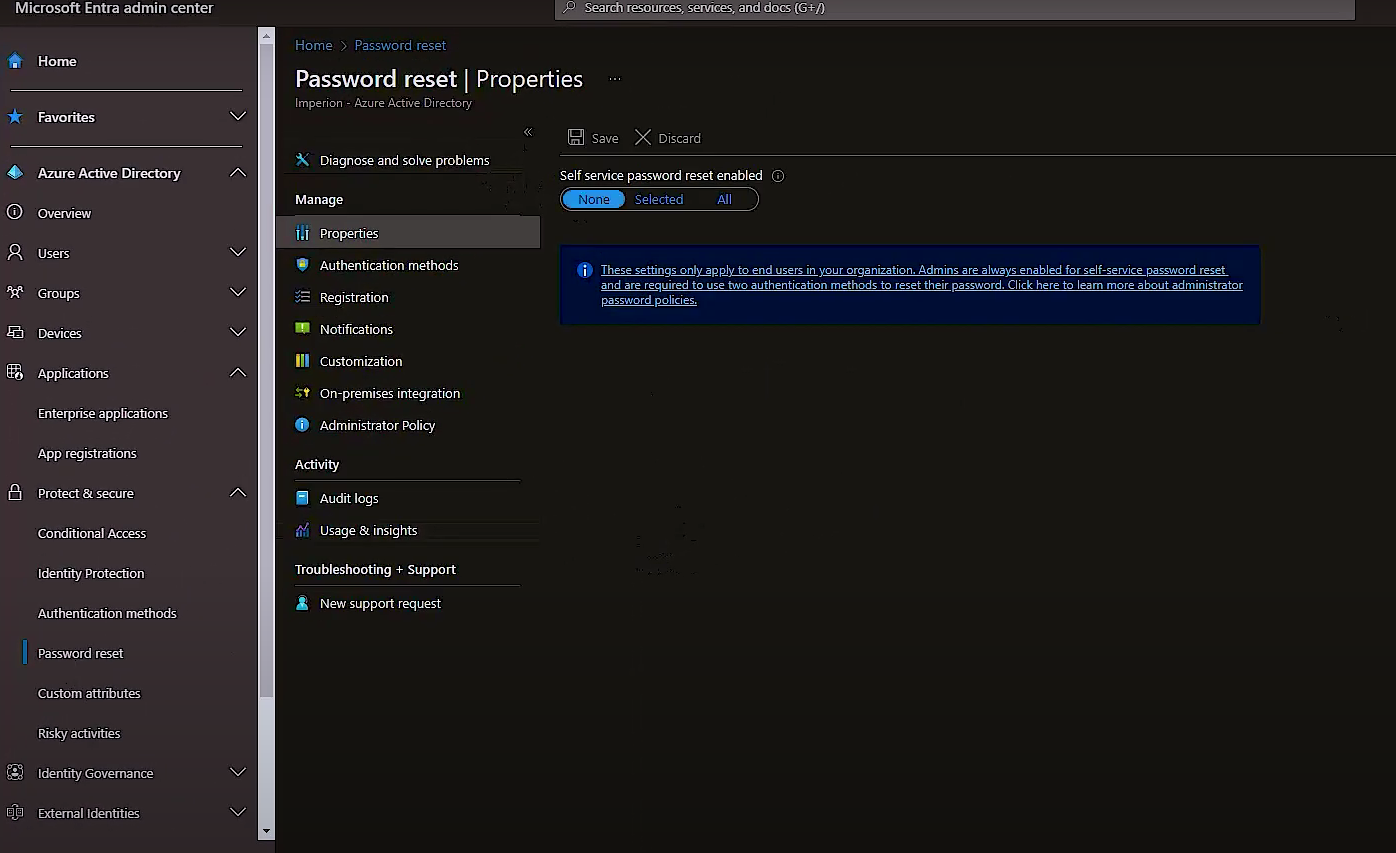 Microsoft Entra admin center
Search resources, services, and docs (G+/)
Home
Favorites
Azure Active Directory
Overview
Users
Groups
Devices
Applications
Enterprise applications
App registrations
Protect & secure
Conditional Access
Identity Protection
Authentication methods
Password reset
Custom attributes
Risky activities
Identity Governance
External Identities
Home > Password reset
Password reset | Properties ...
Imperion - Azure Active Directory
«
Diagnose and solve problems
Manage
Properties
Authentication methods
Registration
Notifications
Customization
On-premises integration
Administrator Policy
Activity
Audit logs
Usage & insights
Troubleshooting + Support
New support request
Save Discard
Self service password reset enabled
None Selected All
These settings only apply to end users in your organization. Admins are always enabled for self-service password reset
and are required to use two authentication methods to reset their password. Click here to learn more about administrator
password policies.